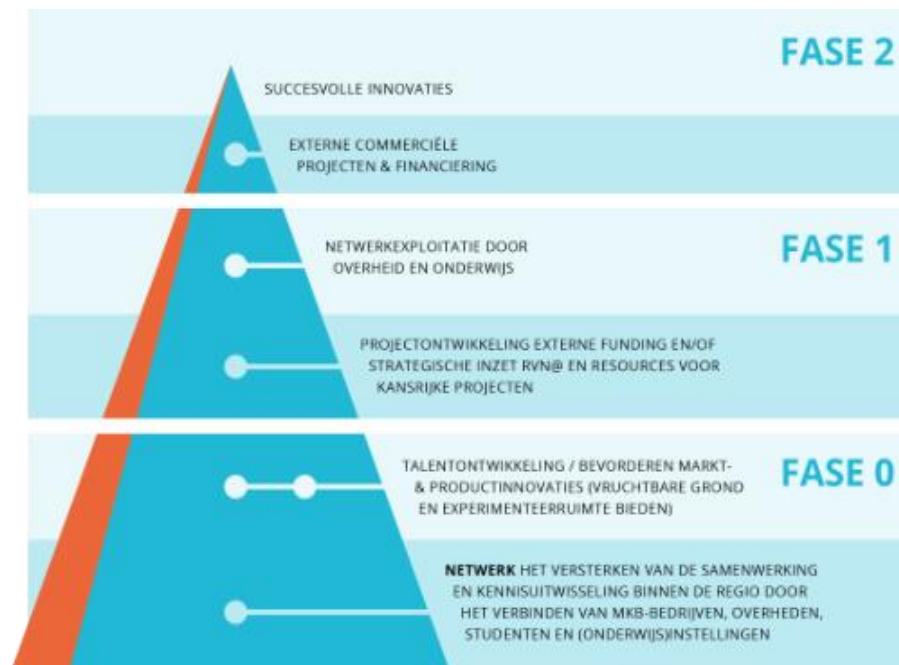 FASE 2
SUCCESVOLLE INNOVATIES
EXTERNE COMMERCIËLE
PROJECTEN & FINANCIERING
FASE 1
NETWERKEXPLOITATIE DOOR
OVERHEID EN ONDERWIJS
PROJECTONTWIKKELING EXTERNE FUNDING EN/OF
STRATEGISCHE INZET RVN@ EN RESOURCES VOOR
KANSRIJKE PROJECTEN
FASE 0
TALENTONTWIKKELING / BEVORDEREN MARKT-
& PRODUCTINNOVATIES (VRUCHTBARE GROND
EN EXPERIMENTEERRUIMTE BIEDEN)
NETWERK HET VERSTERKEN VAN DE SAMENWERKING
EN KENNISUITWISSELING BINNEN DE REGIO DOOR
HET VERBINDEN VAN MKB-BEDRIJVEN, OVERHEDEN,
STUDENTEN EN (ONDERWIJS)INSTELLINGEN